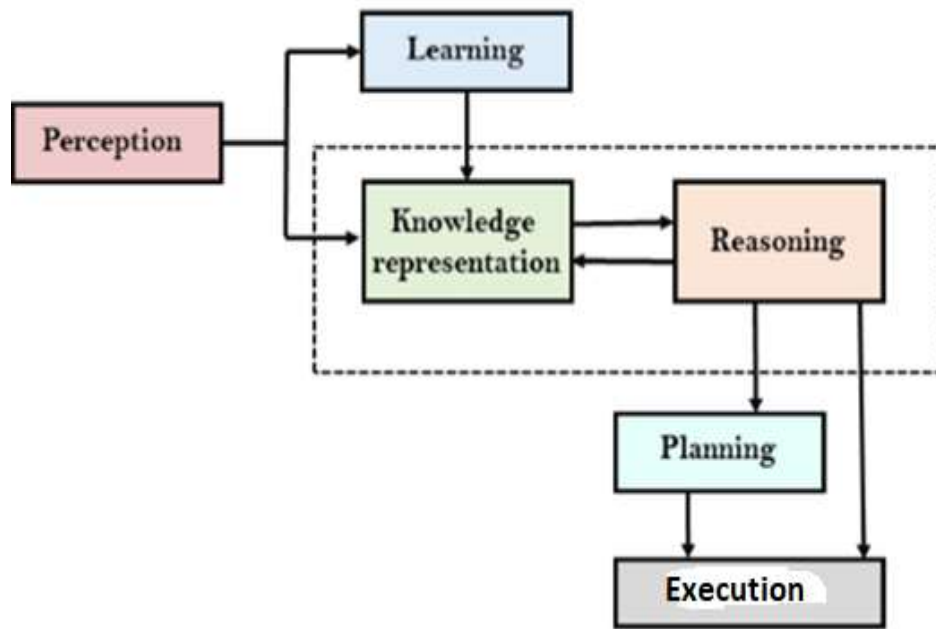 Learning
Perception
Knowledge
representation
Reasoning
Planning
Execution